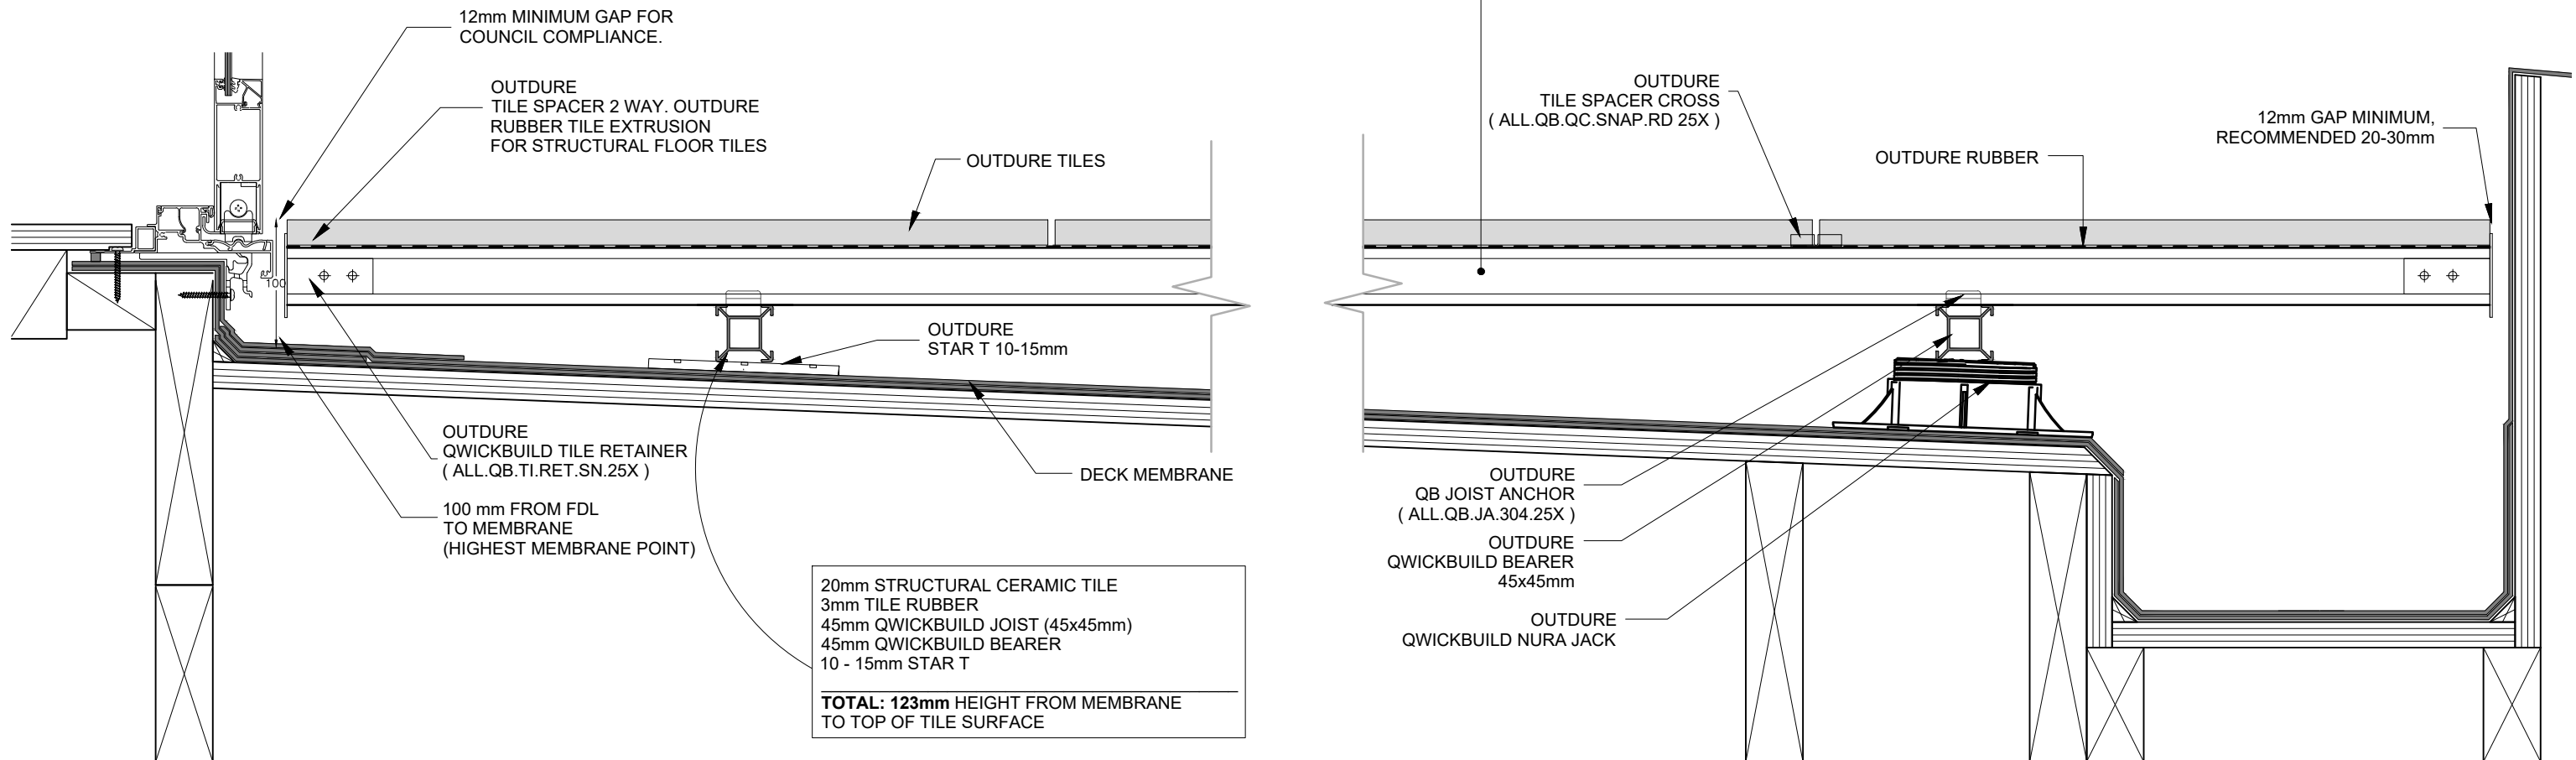 12mm MINIMUM GAP FOR
COUNCIL COMPLIANCE.
OUTDURE
TILE SPACER 2 WAY. OUTDURE
RUBBER TILE EXTRUSION
FOR STRUCTURAL FLOOR TILES
OUTDURE TILES
OUTDURE
TILE SPACER CROSS
( ALL.QB.QC.SNAP.RD 25X )
OUTDURE RUBBER
12mm GAP MINIMUM,
RECOMMENDED 20-30mm
100
OUTDURE
STAR T 10-15mm
OUTDURE
QWICKBUILD TILE RETAINER
( ALL.QB.TI.RET.SN.25X )
100 mm FROM FDL
TO MEMBRANE
(HIGHEST MEMBRANE POINT)
DECK MEMBRANE
20mm STRUCTURAL CERAMIC TILE
3mm TILE RUBBER
45mm QWICKBUILD JOIST (45x45mm)
45mm QWICKBUILD BEARER
10 - 15mm STAR T
TOTAL: 123mm HEIGHT FROM MEMBRANE
TO TOP OF TILE SURFACE
OUTDURE
QB JOIST ANCHOR
( ALL.QB.JA.304.25X )
OUTDURE
QWICKBUILD BEARER
45x45mm
OUTDURE
QWICKBUILD NURA JACK